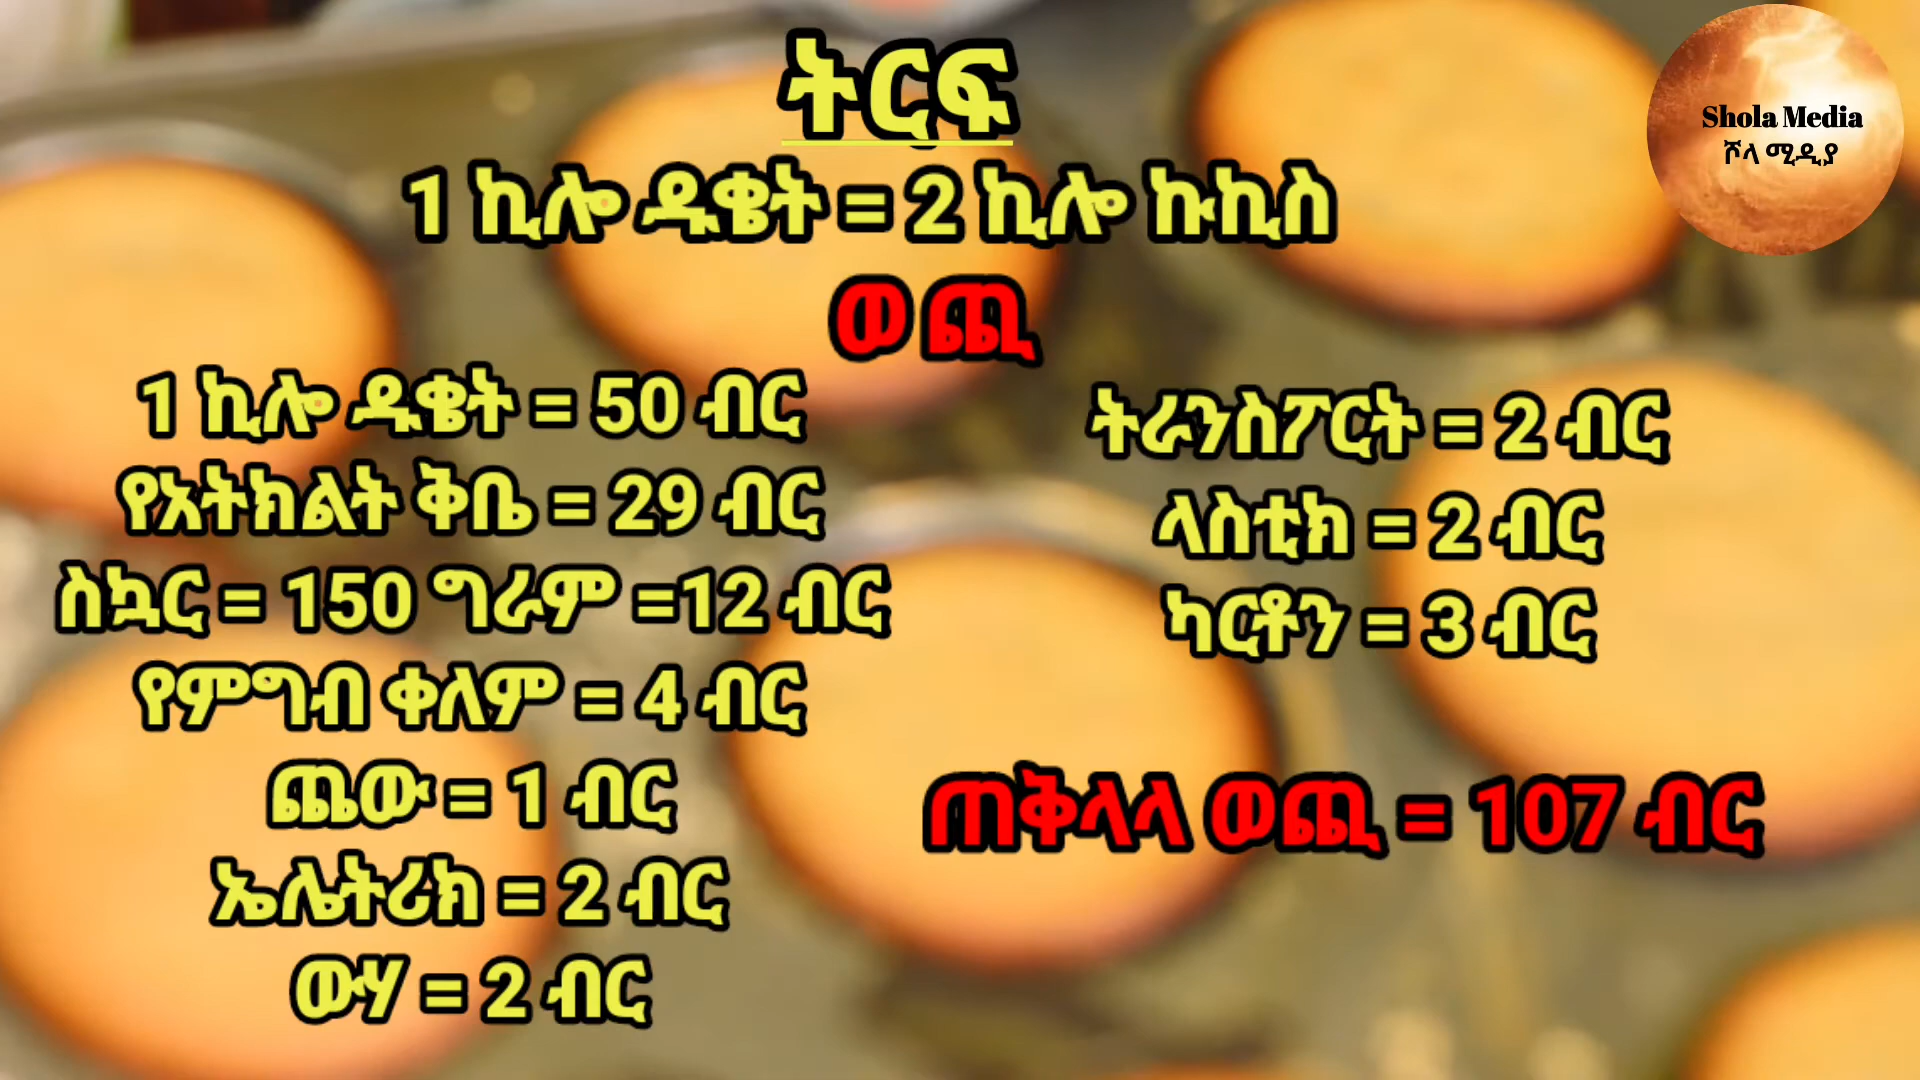 ትርፍ
1 ኪሎ ዱቄት = 2 ኪሎ ኩኪስ
ወጪ
1 ኪሎ ዱቄት = 50 ብር
የአትክልት ቅቤ = 29 ብር
ስኳር = 150 ግራም =12 ብር
የምግብ ቀለም = 4 ብር
ጨው = 1 ብር
ኤሌትሪክ = 2 ብር
ውሃ = 2 ብር
ትራንስፖርት = 2 ብር
ላስቲክ = 2 ብር
ካርቶን = 3 ብር
ጠቅላላ ወጪ = 107 ብር
Shola Media
ሾላ ሚዲያ